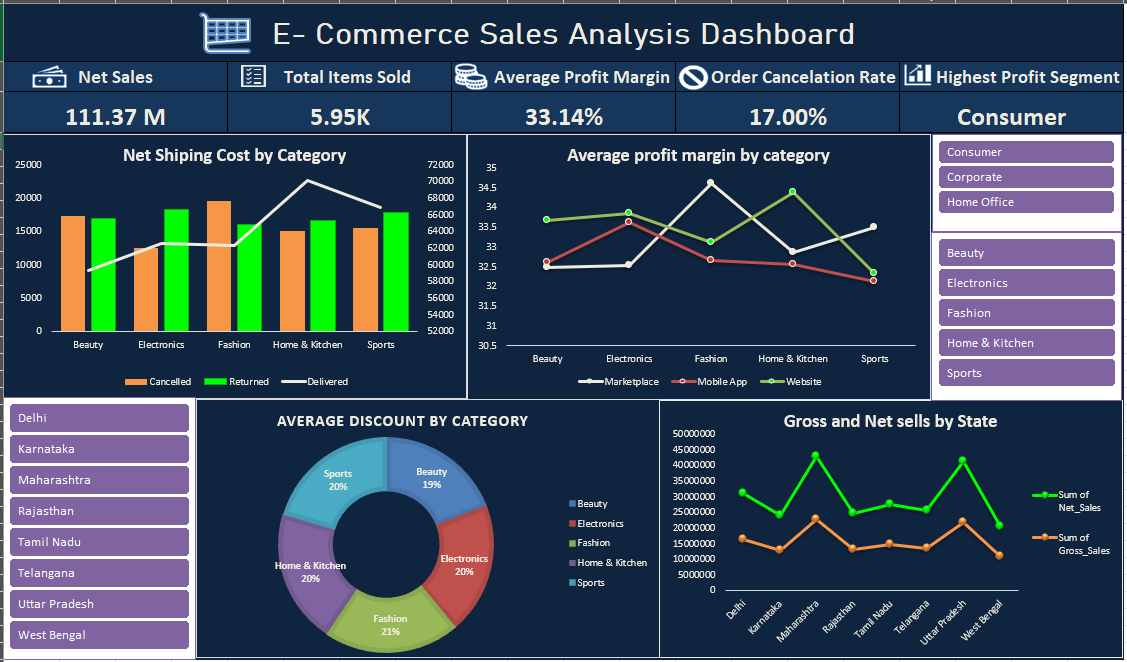 E- Commerce Sales Analysis Dashboard
Net Sales
Total Items Sold
Average Profit Margin
Order Cancelation Rate
Highest Profit Segment
111.37 M
5.95K
33.14%
17.00%
Consumer
Net Shiping Cost by Category
25000
20000
15000
10000
5000
0
72000
70000
68000
66000
64000
62000
60000
58000
56000
54000
52000
Beauty
Electronics
Fashion
Home & Kitchen
Sports
Cancelled
Returned
Delivered
Average profit margin by category
35
34.5
34
33.5
33
32.5
32
31.5
31
30.5
Beauty
Electronics
Fashion
Home & Kitchen
Sports
Marketplace
Mobile App
Website
Consumer
Corporate
Home Office
Beauty
Electronics
Fashion
Home & Kitchen
Sports
Delhi
Karnataka
Maharashtra
Rajasthan
Tamil Nadu
Telangana
Uttar Pradesh
West Bengal
AVERAGE DISCOUNT BY CATEGORY
Beauty
19%
Electronics
20%
Fashion
21%
Home & Kitchen
20%
Sports
20%
Beauty
Electronics
Fashion
Home & Kitchen
Sports
Gross and Net sells by State
50000000
45000000
40000000
35000000
30000000
25000000
20000000
15000000
10000000
5000000
0
Delhi
Karnataka
Maharashtra
Rajasthan
Tamil Nadu
Telangana
Uttar Pradesh
West Bengal
Sum of
Net_Sales
Sum of
Gross_Sales